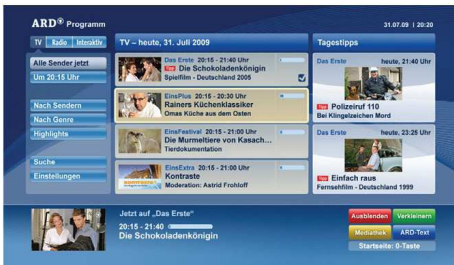 ARD® Programm
31.07.09 | 20:20
TV Radio Interaktiv
Alle Sender jetzt
Um 20:15 Uhr
Nach Sendern
Nach Genre
Highlights
Suche
Einstellungen
TV – heute, 31. Juli 2009
Das Erste 20:15 - 21:40 Uhr
Tipp Die Schokoladenkönigin
Spielfilm - Deutschland 2005
EinsPlus 20:15 - 20:30 Uhr
Rainers Küchenklassiker
Omas Küche aus dem Osten
EinsFestival 20:15 - 21:00 Uhr
Die Murmeltiere von Kasach...
Tierdokumentation
EinsExtra 20:15 - 21:00 Uhr
Kontraste
Moderation: Astrid Frohloff
Tagestipps
Das Erste heute, 21:40 Uhr
Tipp Polizeiruf 110
Bei Klingelzeichen Mord
Das Erste heute, 23:25 Uhr
Tipp Einfach raus
Fernsehfilm - Deutschland 1999
Jetzt auf „Das Erste“
20:15 - 21:40
Die Schokoladenkönigin
Ausblenden Verkleinern
Mediathek ARD-Text
Startseite: 0-Taste